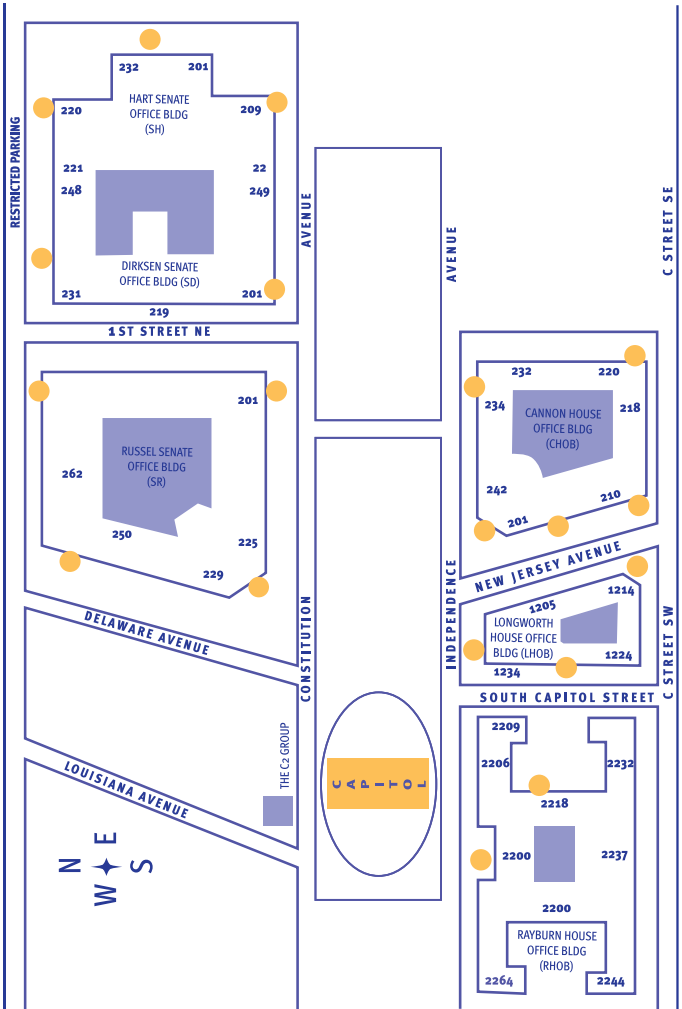 RESTRICTED PARKING
232
201
HART SENATE
OFFICE BLDG
(SH)
220
209
221
22
248
249
DIRKSEN SENATE
OFFICE BLDG (SD)
231
201
219
1ST STREET NE
AVENUE
AVENUE
C STREET SE
201
RUSSEL SENATE
OFFICE BLDG
(SR)
262
250
225
229
232
220
234
218
CANNON HOUSE
OFFICE BLDG
(CHOB)
242
210
201
DELAWARE AVENUE
CONSTITUTION
INDEPENDENCE
NEW JERSEY AVENUE
1214
1205
LONGWORTH
HOUSE OFFICE
BLDG (LHOB)
1224
1234
C STREET SW
SOUTH CAPITOL STREET
LOUISIANA AVENUE
THE C2 GROUP
CAPITOL
2209
2206
2232
2218
2200
2237
2200
RAYBURN HOUSE
OFFICE BLDG
(RHOB)
2264
2244
N
E
S
W